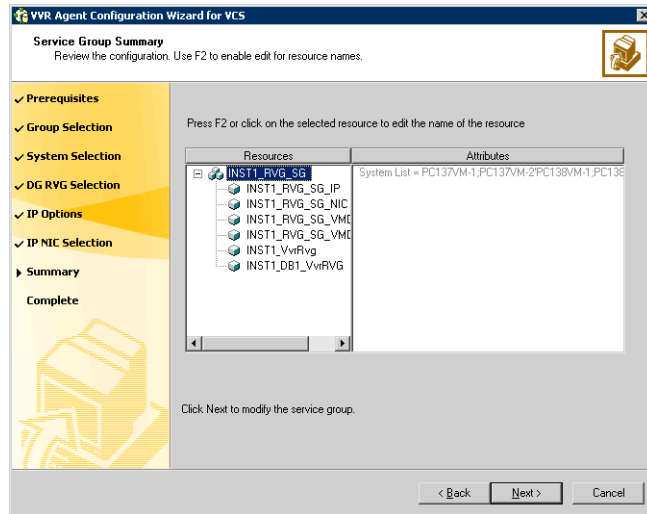 VVR Agent Configuration Wizard for VCS
Service Group Summary
Review the configuration. Use F2 to enable edit for resource names.
Prerequisites
Group Selection
System Selection
DG RVG Selection
IP Options
IP NIC Selection
Summary
Complete
Press F2 or click on the selected resource to edit the name of the resource
Resources
Attributes
INST1_RVG_SG
System List = PC137VM-1;PC137VM-2'PC138VM-1;PC138
INST1_RVG_SG_IP
INST1_RVG_SG_NIC
INST1_RVG_SG_VMD
INST1_RVG_SG_VMD
INST1_VvrRvg
INST1_DB1_VvrRVG
Click Next to modify the service group.
< Back
Next >
Cancel